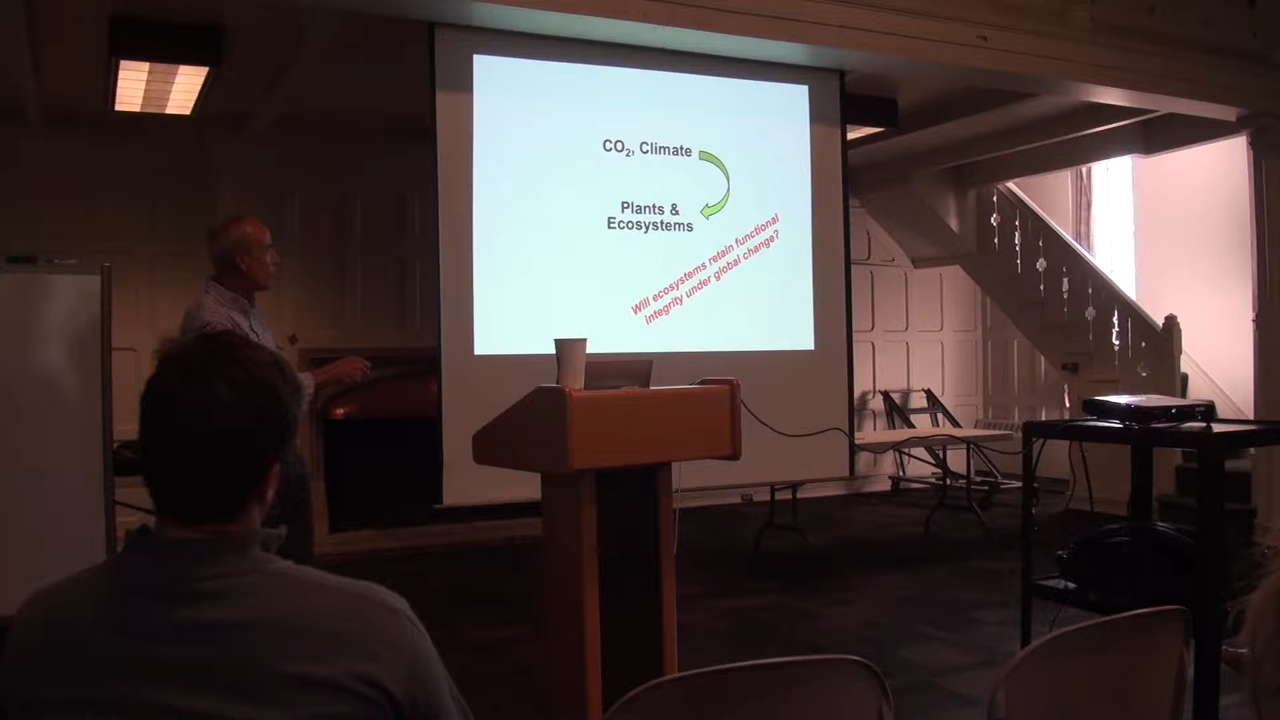 CO₂, Climate
Plants &
Ecosystems
Will ecosystems retain functional
integrity under global change?